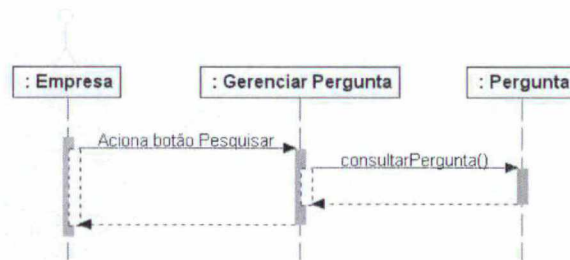 : Empresa
: Gerenciar Pergunta
: Pergunta
Aciona botão Pesquisar
consultarPergunta()